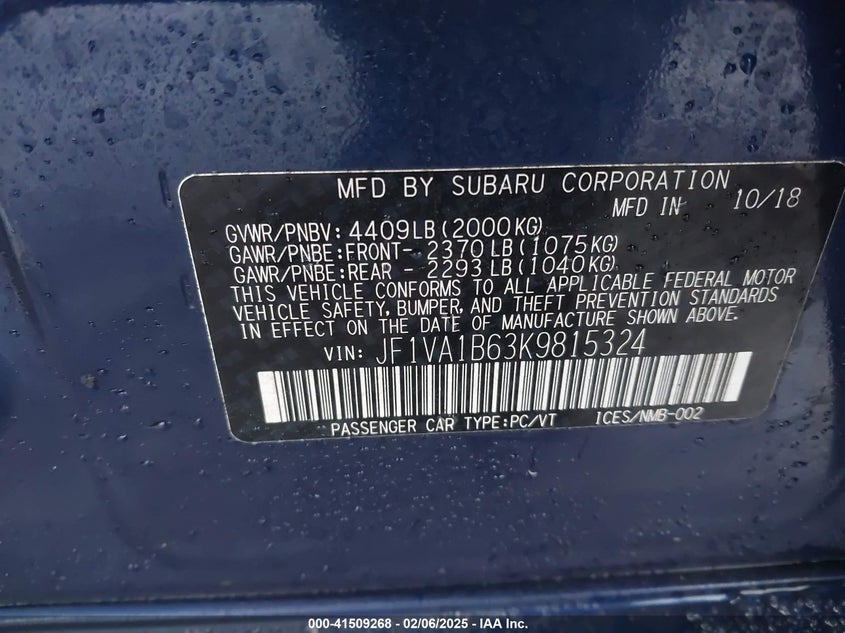 MFD BY SUBARU CORPORATION
MFD IN 10/18
GVWR/PNBV: 4409LB(2000KG)
GAWR/PNBE:FRONT- 2370LB(1075KG)
GAWR/PNBE:REAR - 2293LB(1040KG)
THIS VEHICLE CONFORMS TO ALL APPLICABLE FEDERAL MOTOR
VEHICLE SAFETY, BUMPER, AND THEFT PREVENTION STANDARDS
IN EFFECT ON THE DATE OF MANUFACTURE SHOWN ABOVE.
VIN: JF1VA1B63K9815324
PASSENGER CAR TYPE:PC/VT ICES/NMB-002
000-41509268 - 02/06/2025 - IAA Inc.